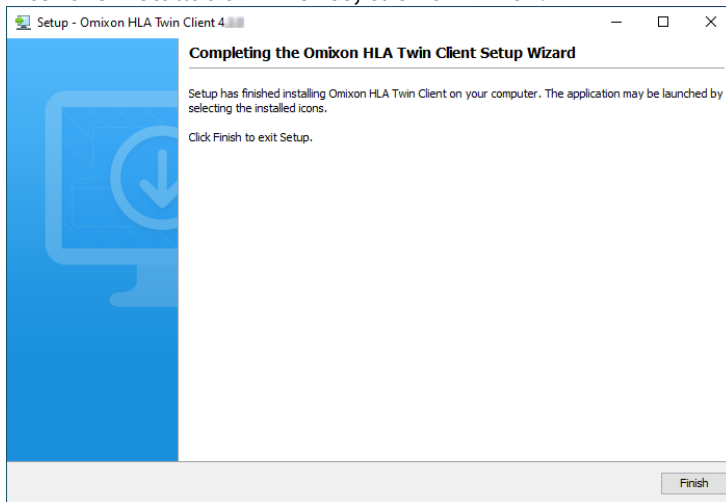 Setup - Omixon HLA Twin Client 4.
Completing the Omixon HLA Twin Client Setup Wizard
Setup has finished installing Omixon HLA Twin Client on your computer. The application may be launched by
selecting the installed icons.
Click Finish to exit Setup.
Finish